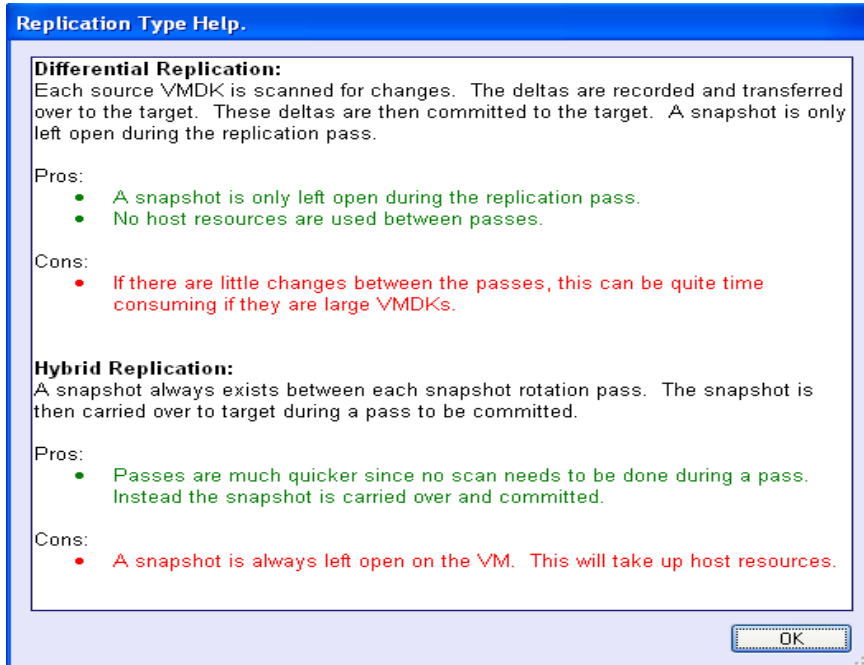 Replication Type Help.
Differential Replication:
Each source VMDK is scanned for changes.  The deltas are recorded and transferred
over to the target.  These deltas are then committed to the target.  A snapshot is only
left open during the replication pass.
Pros:
• A snapshot is only left open during the replication pass.
• No host resources are used between passes.
Cons:
• If there are little changes between the passes, this can be quite time
consuming if they are large VMDKs.
Hybrid Replication:
A snapshot always exists between each snapshot rotation pass.  The snapshot is
then carried over to target during a pass to be committed.
Pros:
• Passes are much quicker since no scan needs to be done during a pass.
Instead the snapshot is carried over and committed.
Cons:
• A snapshot is always left open on the VM.  This will take up host resources.
OK